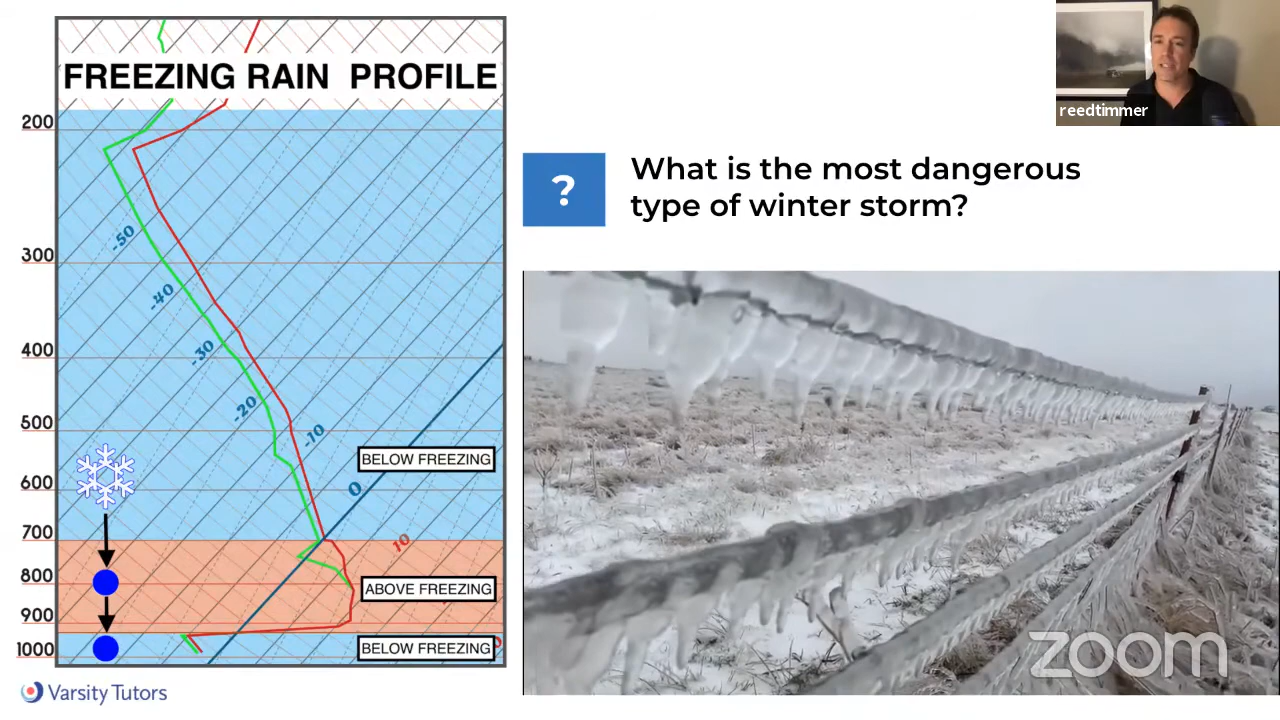 FREEZING RAIN PROFILE
200
300
400
500
600
700
800
900
1000
-50
-40
-30
-20
-10
0
10
BELOW FREEZING
ABOVE FREEZING
BELOW FREEZING
Varsity Tutors
?
What is the most dangerous
type of winter storm?
reedtimmer
zoom